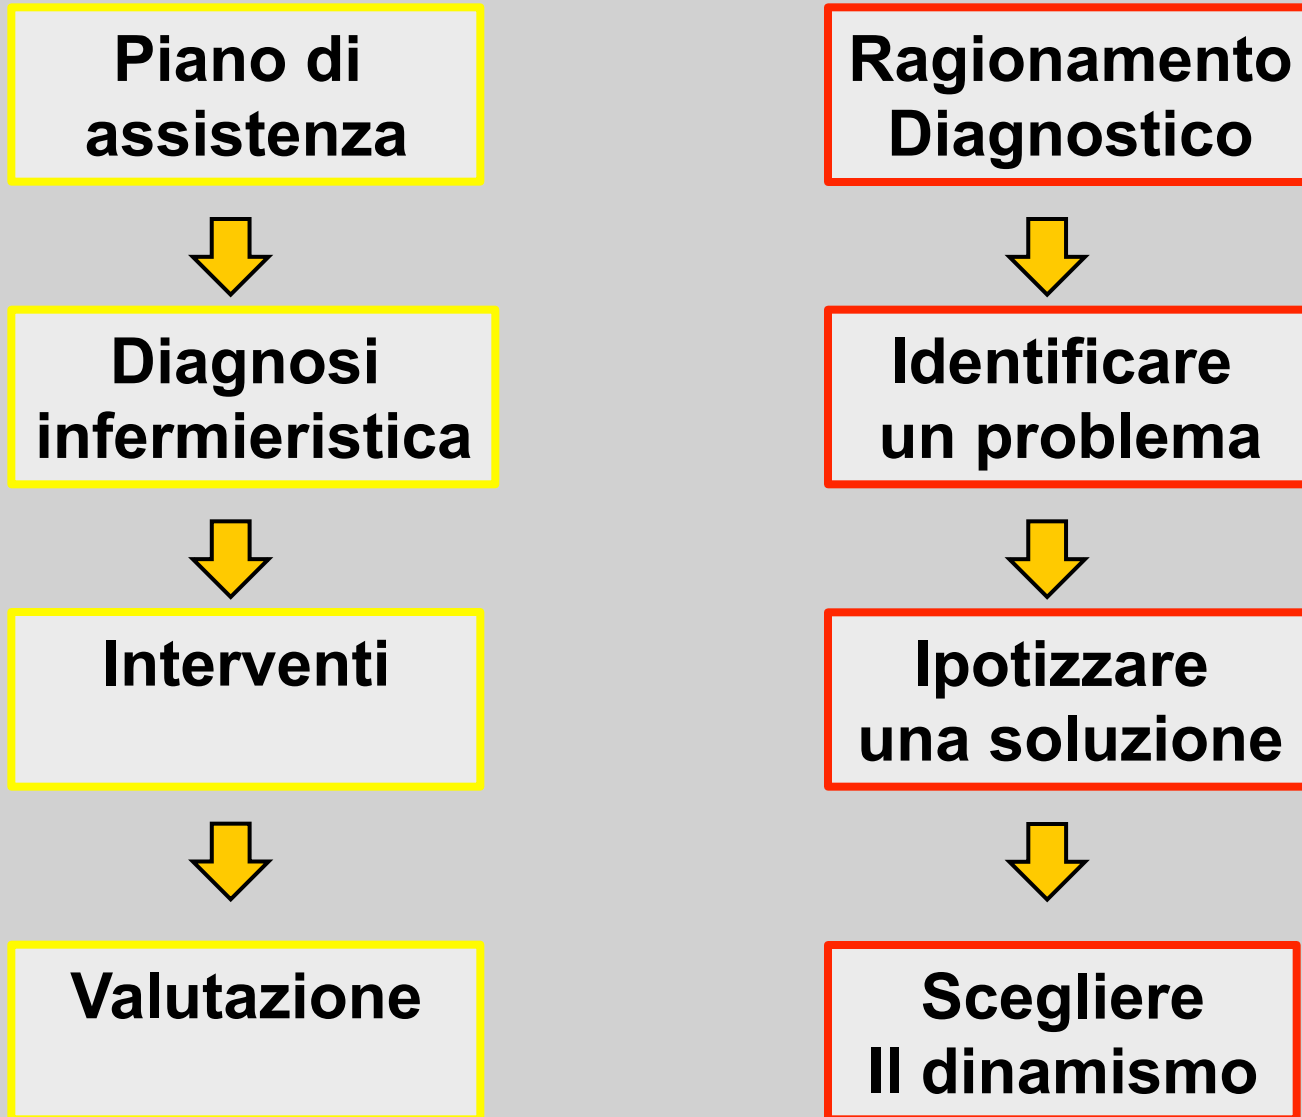 Piano di
assistenza
Diagnosi
infermieristica
Interventi
Valutazione
Ragionamento
Diagnostico
Identificare
un problema
Ipotizzare
una soluzione
Scegliere
Il dinamismo